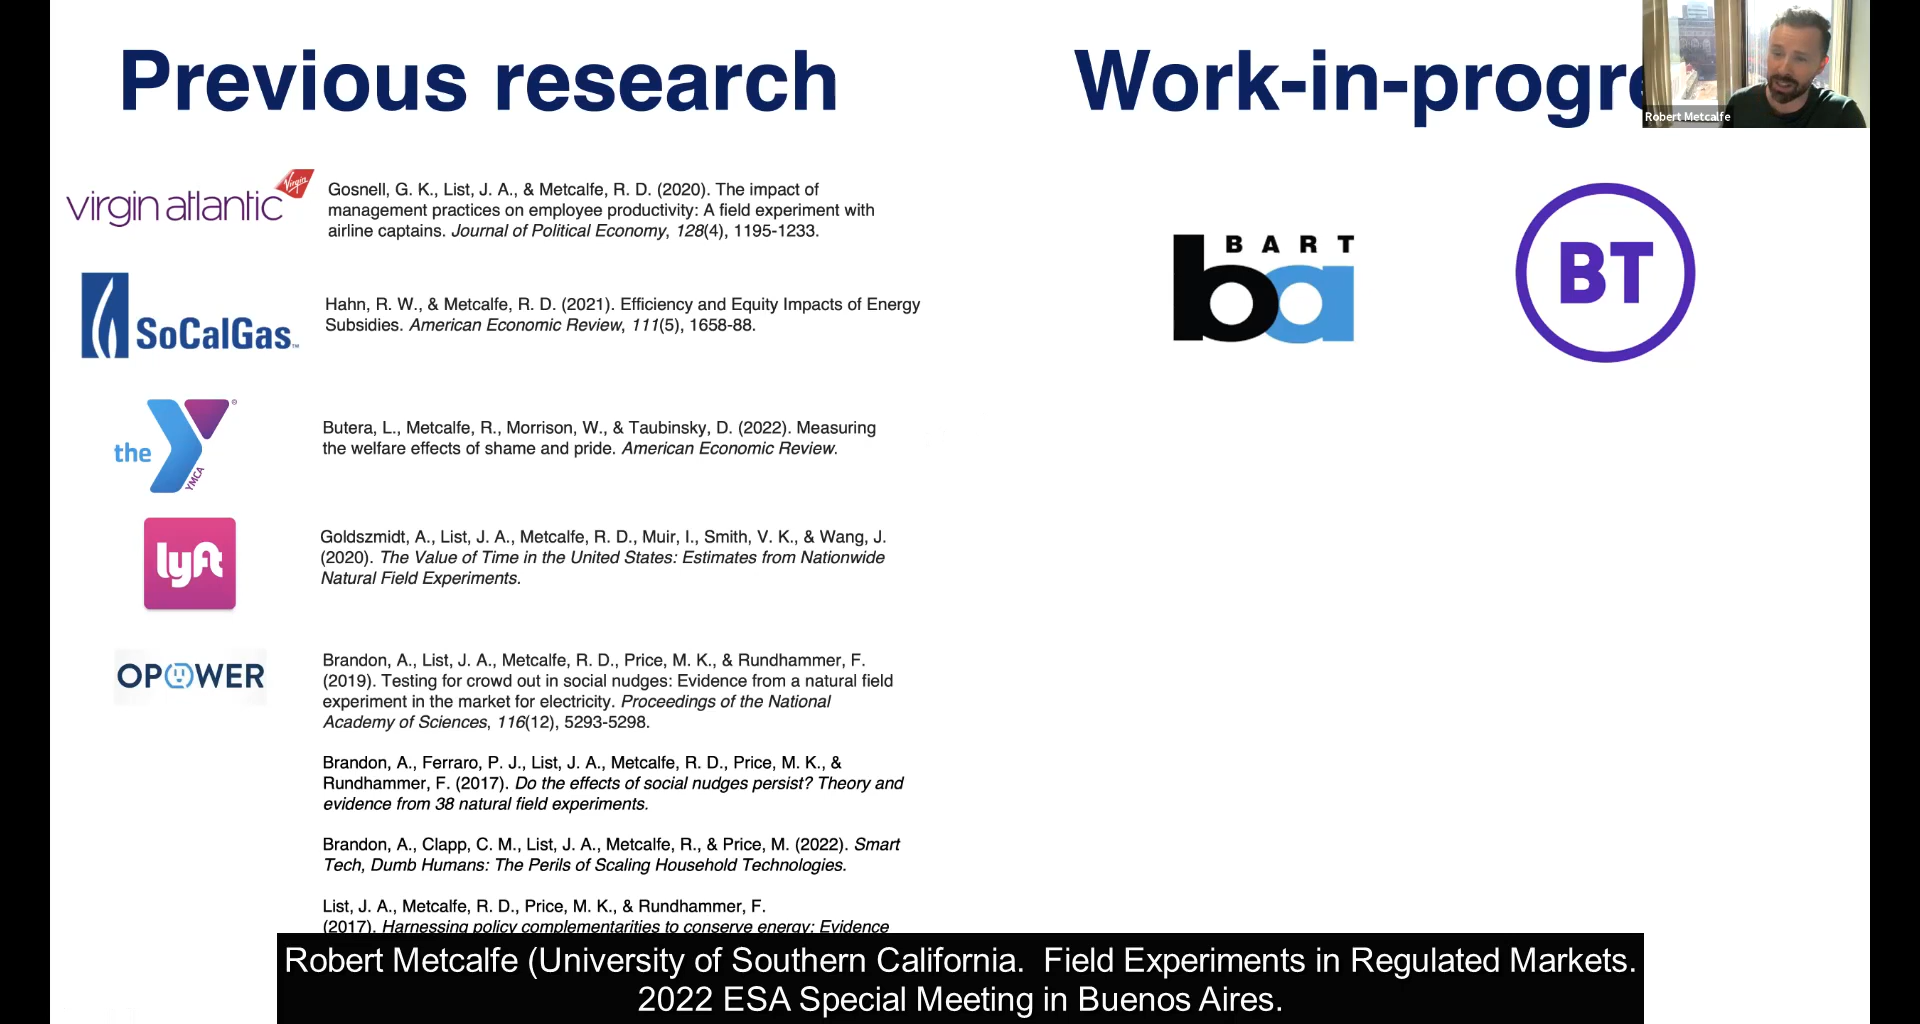 Previous research
Work-in-progre
Robert Metcalfe
virgin atlantic
Virgin
Gosnell, G. K., List, J. A., & Metcalfe, R. D. (2020). The impact of
management practices on employee productivity: A field experiment with
airline captains. Journal of Political Economy, 128(4), 1195-1233.
SoCalGas™
Hahn, R. W., & Metcalfe, R. D. (2021). Efficiency and Equity Impacts of Energy
Subsidies. American Economic Review, 111(5), 1658-88.
the
YMCA
®
Butera, L., Metcalfe, R., Morrison, W., & Taubinsky, D. (2022). Measuring
the welfare effects of shame and pride. American Economic Review.
lyft
Goldszmidt, A., List, J. A., Metcalfe, R. D., Muir, I., Smith, V. K., & Wang, J.
(2020). The Value of Time in the United States: Estimates from Nationwide
Natural Field Experiments.
OPOWER
Brandon, A., List, J. A., Metcalfe, R. D., Price, M. K., & Rundhammer, F.
(2019). Testing for crowd out in social nudges: Evidence from a natural field
experiment in the market for electricity. Proceedings of the National
Academy of Sciences, 116(12), 5293-5298.
Brandon, A., Ferraro, P. J., List, J. A., Metcalfe, R. D., Price, M. K., &
Rundhammer, F. (2017). Do the effects of social nudges persist? Theory and
evidence from 38 natural field experiments.
Brandon, A., Clapp, C. M., List, J. A., Metcalfe, R., & Price, M. (2022). Smart
Tech, Dumb Humans: The Perils of Scaling Household Technologies.
List, J. A., Metcalfe, R. D., Price, M. K., & Rundhammer, F.
(2017). Harnessing policy complementarities to conserve energy: Evidence
BART
ba
BT
Robert Metcalfe (University of Southern California.  Field Experiments in Regulated Markets.
2022 ESA Special Meeting in Buenos Aires.